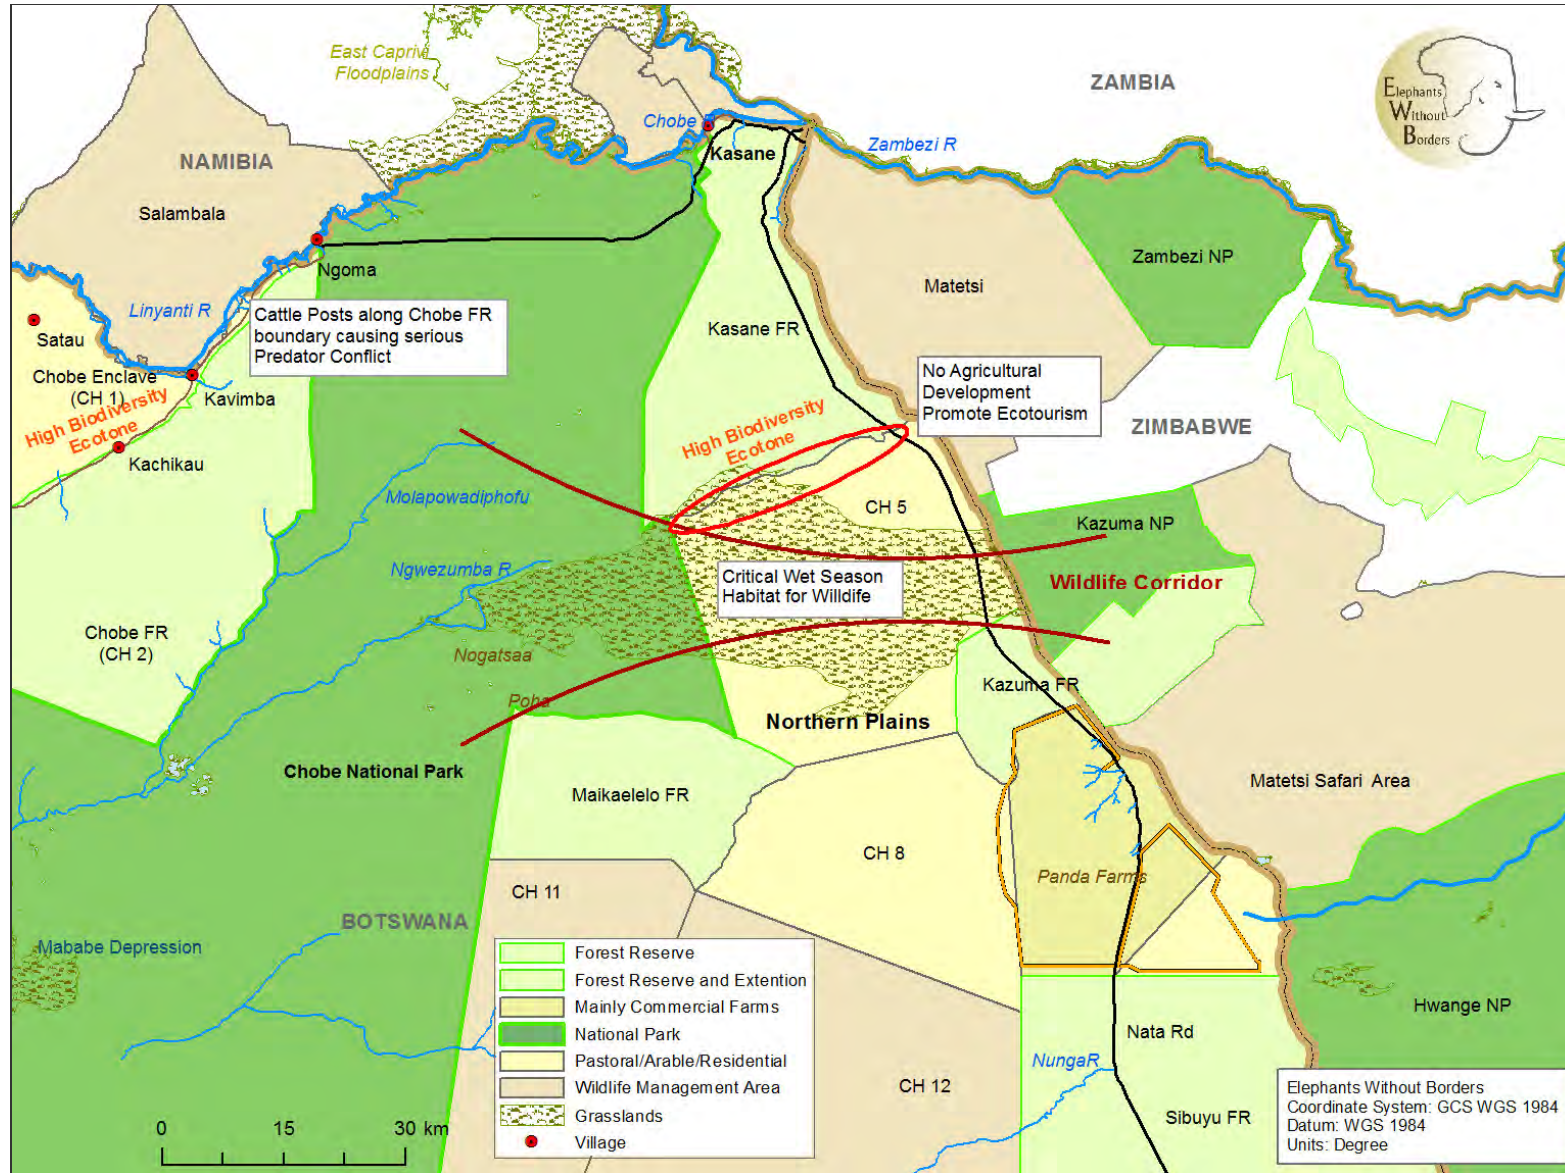 East Caprivi
Floodplains
ZAMBIA
Elephants
Without
Borders
Chobe R
Kasane
Zambezi R
NAMIBIA
Salambala
Ngoma
Zambezi NP
Matetsi
Linyanti R
Cattle Posts along Chobe FR
boundary causing serious
Predator Conflict
Kasane FR
Satau
Chobe Enclave
(CH 1)
Kavimba
High Biodiversity
Ecotone
Kachikau
No Agricultural
Development
Promote Ecotourism
High Biodiversity
Ecotone
ZIMBABWE
Molapowadiphofu
CH 5
Kazuma NP
Ngwezumba R
Critical Wet Season
Habitat for Willdife
Wildlife Corridor
Chobe FR
(CH 2)
Nogatsaa
Poha
Kazuma FR
Northern Plains
Chobe National Park
Maikaelelo FR
Matetsi Safari Area
CH 8
Panda Farms
CH 11
BOTSWANA
Mababe Depression
Forest Reserve
Forest Reserve and Extention
Mainly Commercial Farms
National Park
Pastoral/Arable/Residential
Wildlife Management Area
Grasslands
Village
Hwange NP
Nata Rd
NungaR
CH 12
Sibuyu FR
0 15 30 km
Elephants Without Borders
Coordinate System: GCS WGS 1984
Datum: WGS 1984
Units: Degree